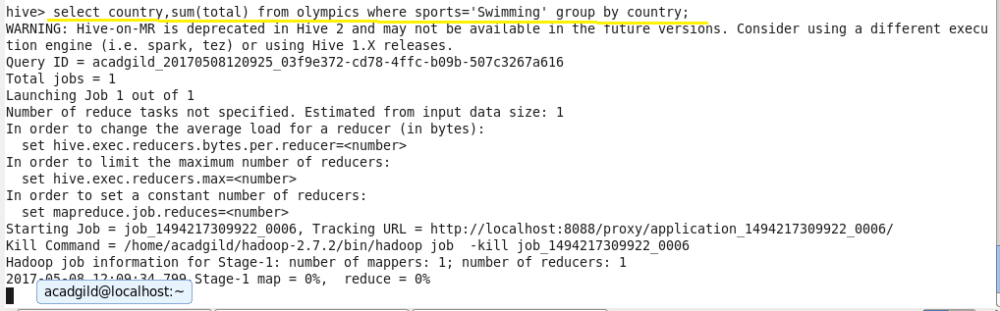 hive> select country,sum(total) from olympics where sports='Swimming' group by country;
WARNING: Hive-on-MR is deprecated in Hive 2 and may not be available in the future versions. Consider using a different execu
tion engine (i.e. spark, tez) or using Hive 1.X releases.
Query ID = acadgild_20170508120925_03f9e372-cd78-4ffc-b09b-507c3267a616
Total jobs = 1
Launching Job 1 out of 1
Number of reduce tasks not specified. Estimated from input data size: 1
In order to change the average load for a reducer (in bytes):
  set hive.exec.reducers.bytes.per.reducer=<number>
In order to limit the maximum number of reducers:
  set hive.exec.reducers.max=<number>
In order to set a constant number of reducers:
  set mapreduce.job.reduces=<number>
Starting Job = job_1494217309922_0006, Tracking URL = http://localhost:8088/proxy/application_1494217309922_0006/
Kill Command = /home/acadgild/hadoop-2.7.2/bin/hadoop job  -kill job_1494217309922_0006
Hadoop job information for Stage-1: number of mappers: 1; number of reducers: 1
2017-05-08 12:09:34,799 Stage-1 map = 0%,  reduce = 0%
acadgild@localhost:~